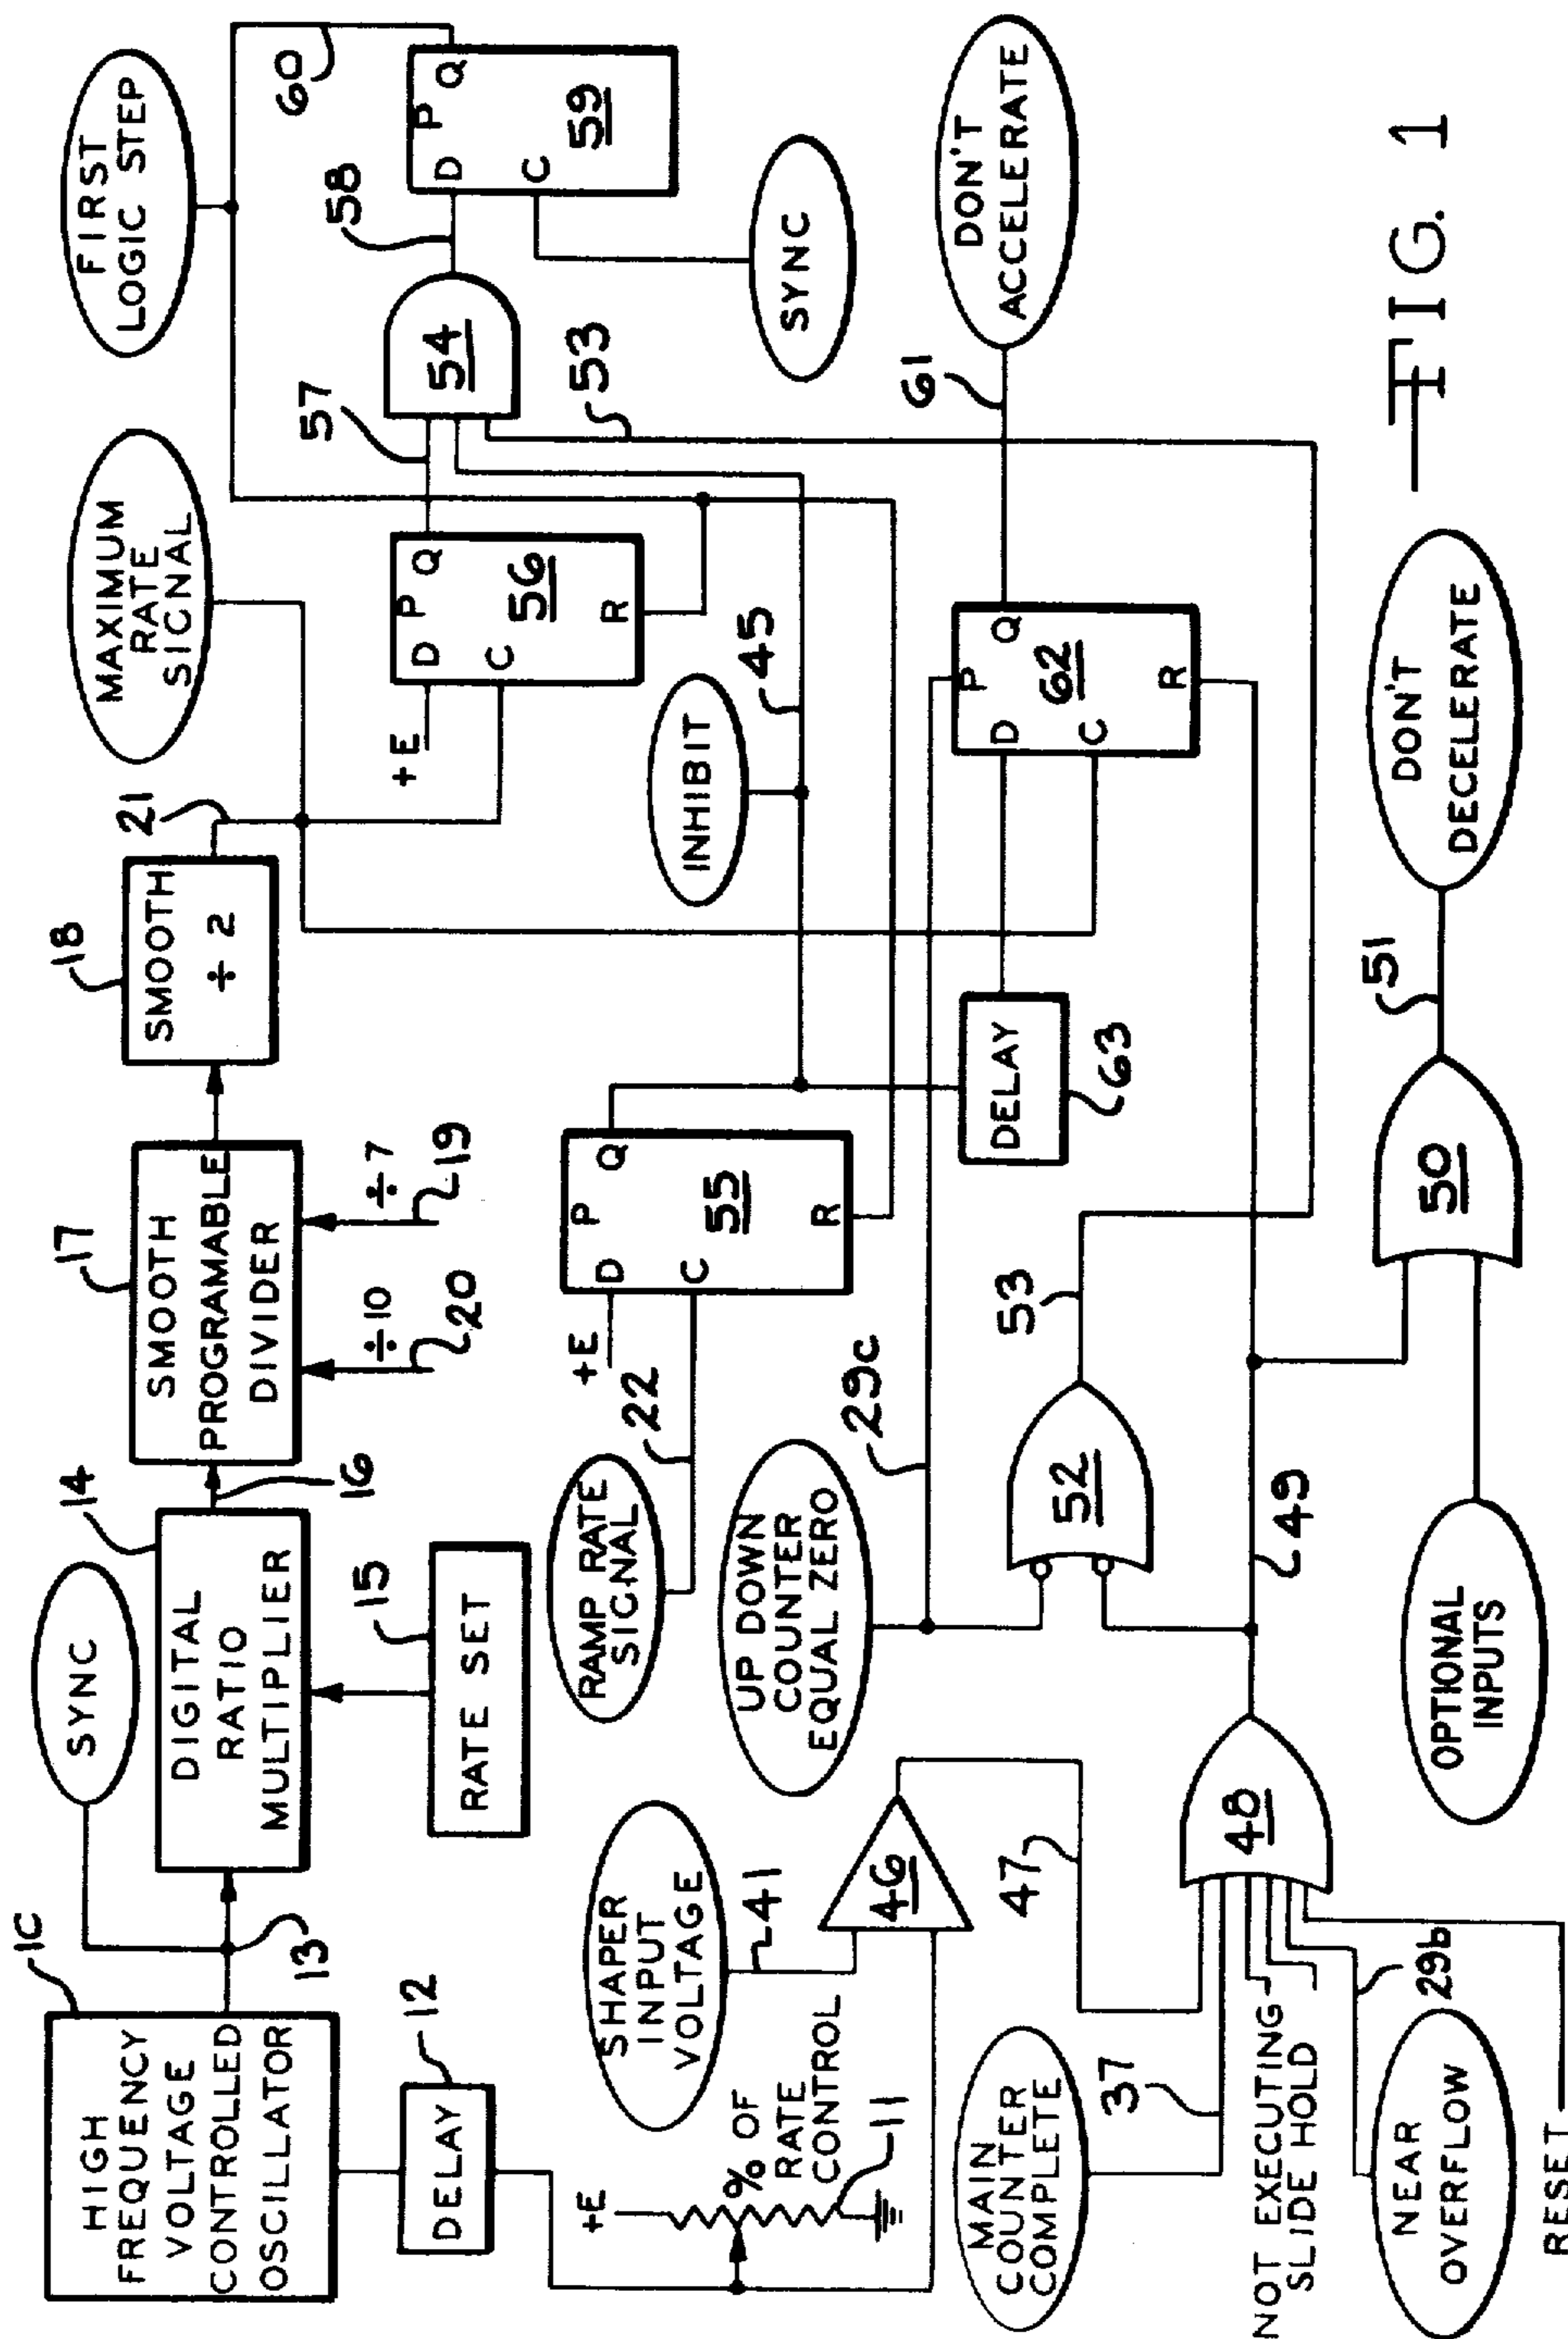 1C
HIGH
FREQUENCY
VOLTAGE
CONTROLLED
OSCILLATOR
SYNC
13
14
DIGITAL
RATIO
MULTIPLIER
16
15
RATE SET
17
SMOOTH
PROGRAMABLE
DIVIDER
÷ 10
20
÷ 7
19
18
SMOOTH
÷ 2
21
MAXIMUM
RATE
SIGNAL
FIRST
LOGIC STEP
60
12
DELAY
+E
% OF
RATE
CONTROL
11
SHAPER
INPUT
VOLTAGE
41
46
47
RAMP RATE
SIGNAL
22
+E
D
P
Q
C
55
R
+E
D
P
Q
C
56
R
57
54
58
D
P
Q
C
59
SYNC
53
INHIBIT
45
UP DOWN
COUNTER
EQUAL ZERO
29c
DELAY
63
D
P
Q
C
62
R
61
DON'T
ACCELERATE
52
53
MAIN
COUNTER
COMPLETE
37
NOT EXECUTING
SLIDE HOLD
NEAR
OVERFLOW
29b
RESET
48
49
OPTIONAL
INPUTS
50
51
DON'T
DECELERATE
FIG. 1